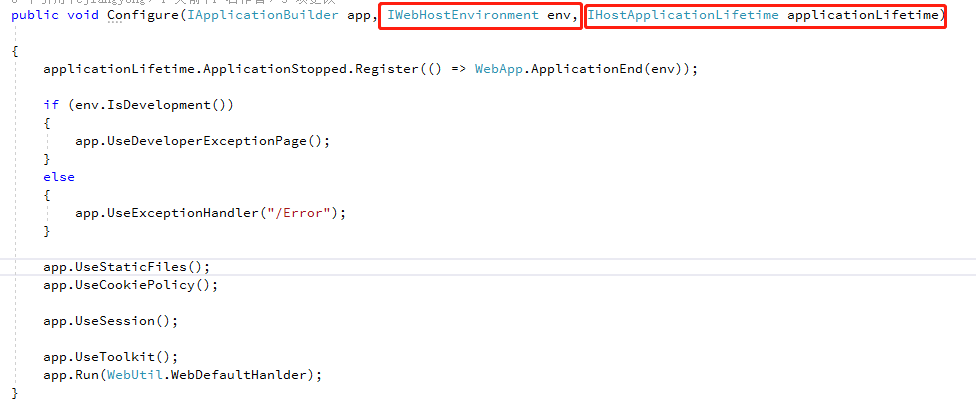 public void Configure(IApplicationBuilder app, IWebHostEnvironment env, IHostApplicationLifetime applicationLifetime)
{
applicationLifetime.ApplicationStopped.Register(() => WebApp.ApplicationEnd(env));
if (env.IsDevelopment())
{
app.UseDeveloperExceptionPage();
}
else
{
app.UseExceptionHandler("/Error");
}
app.UseStaticFiles();
app.UseCookiePolicy();
app.UseSession();
app.UseToolkit();
app.Run(WebUtil.WebDefaultHanlder);
}